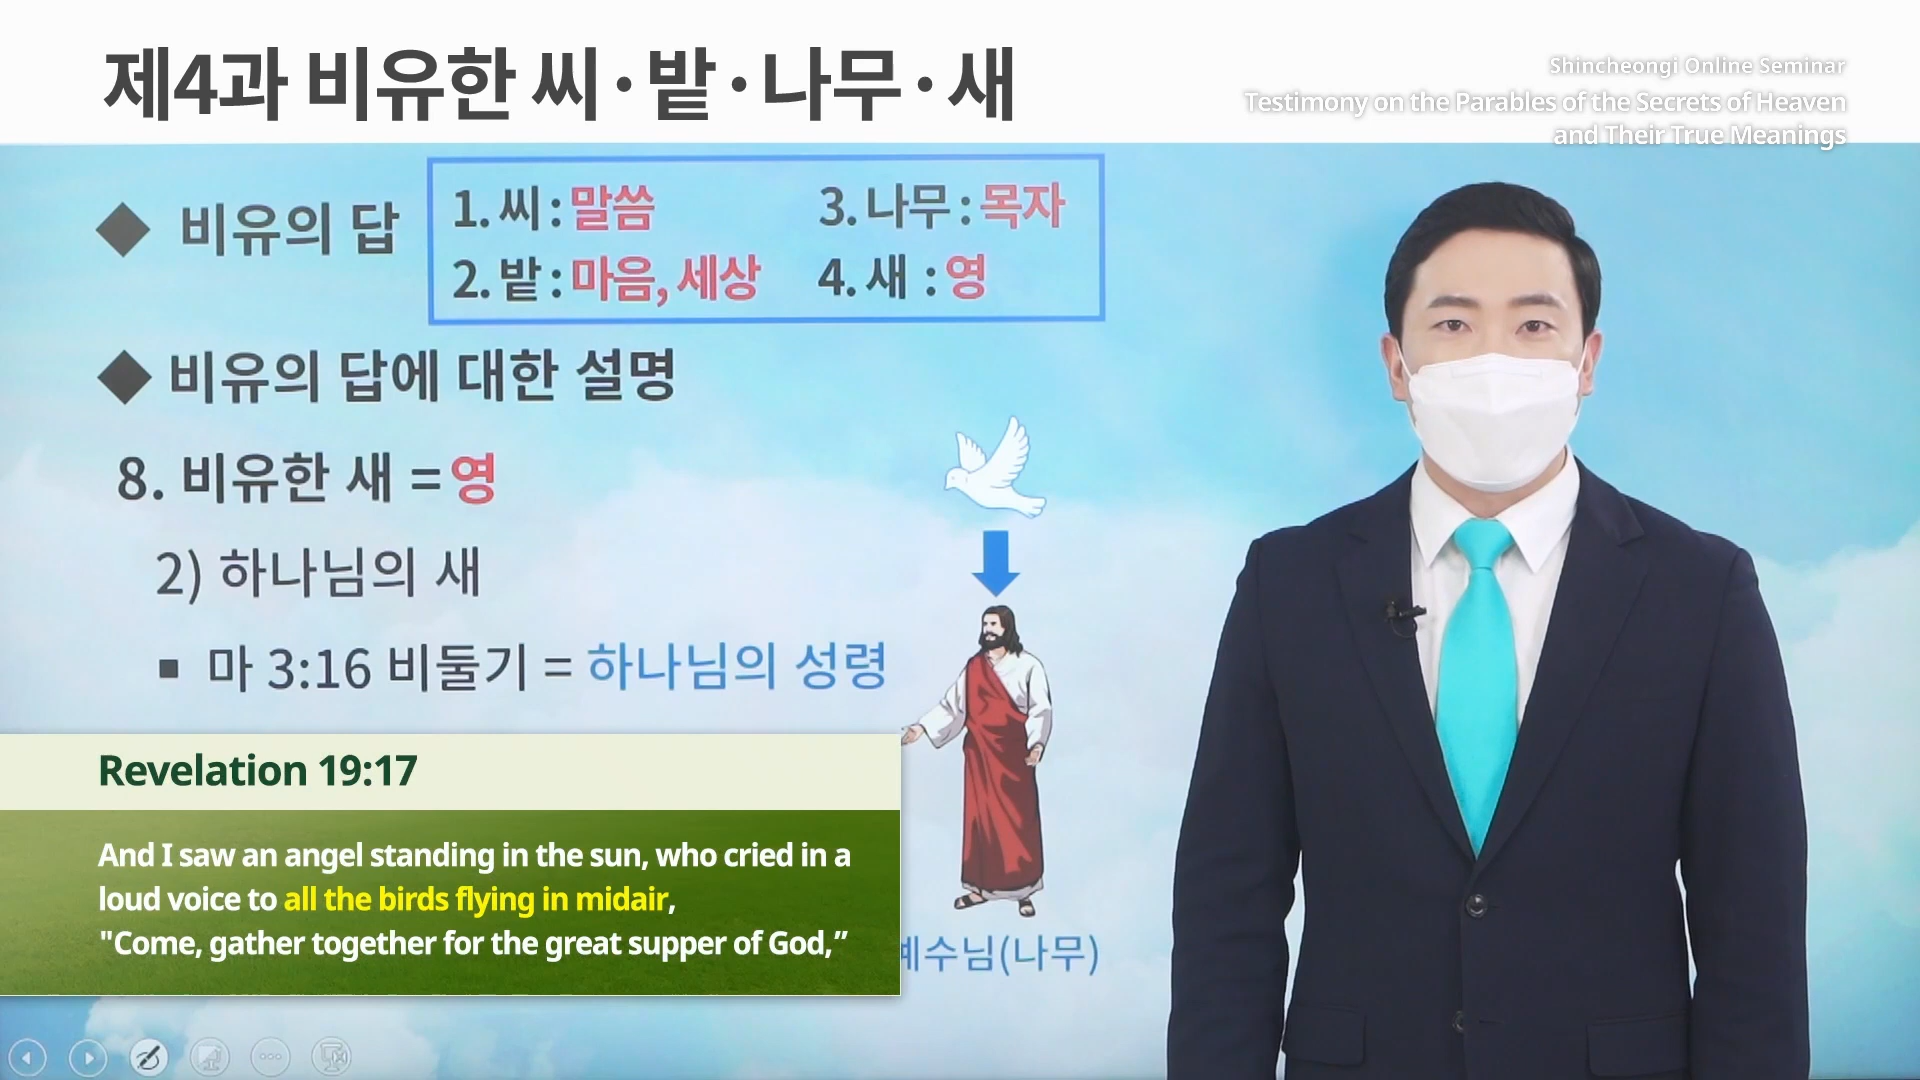 제4과 비유한 씨·밭·나무·새
Shincheongi Online Seminar
Testimony on the Parables of the Secrets of Heaven
and Their True Meanings
◆ 비유의 답
1. 씨 : 말씀
2. 밭 : 마음, 세상
3. 나무 : 목자
4. 새 : 영
◆ 비유의 답에 대한 설명
8. 비유한 새 = 영
2) 하나님의 새
▪ 마 3:16 비둘기 = 하나님의 성령
예수님(나무)
Revelation 19:17
And I saw an angel standing in the sun, who cried in a
loud voice to all the birds flying in midair,
"Come, gather together for the great supper of God,”